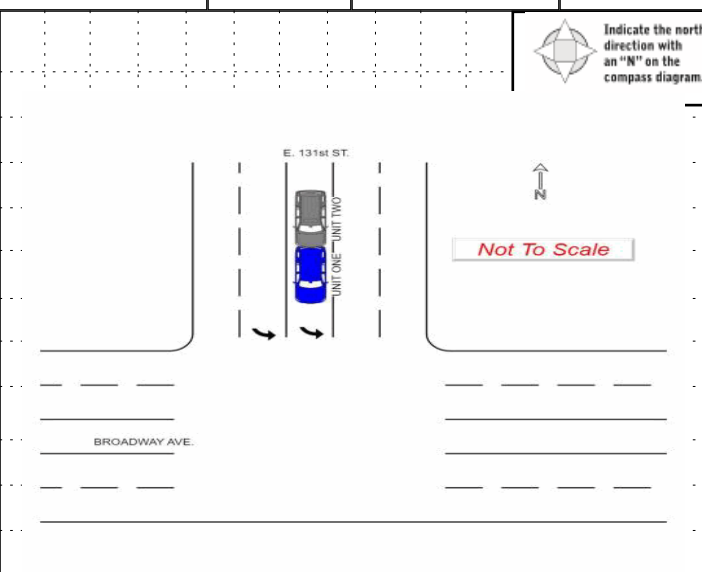 Indicate the north
direction with
an “N” on the
compass diagram.
E. 131st ST.
N
UNIT TWO
Not To Scale
UNIT ONE
BROADWAY AVE.